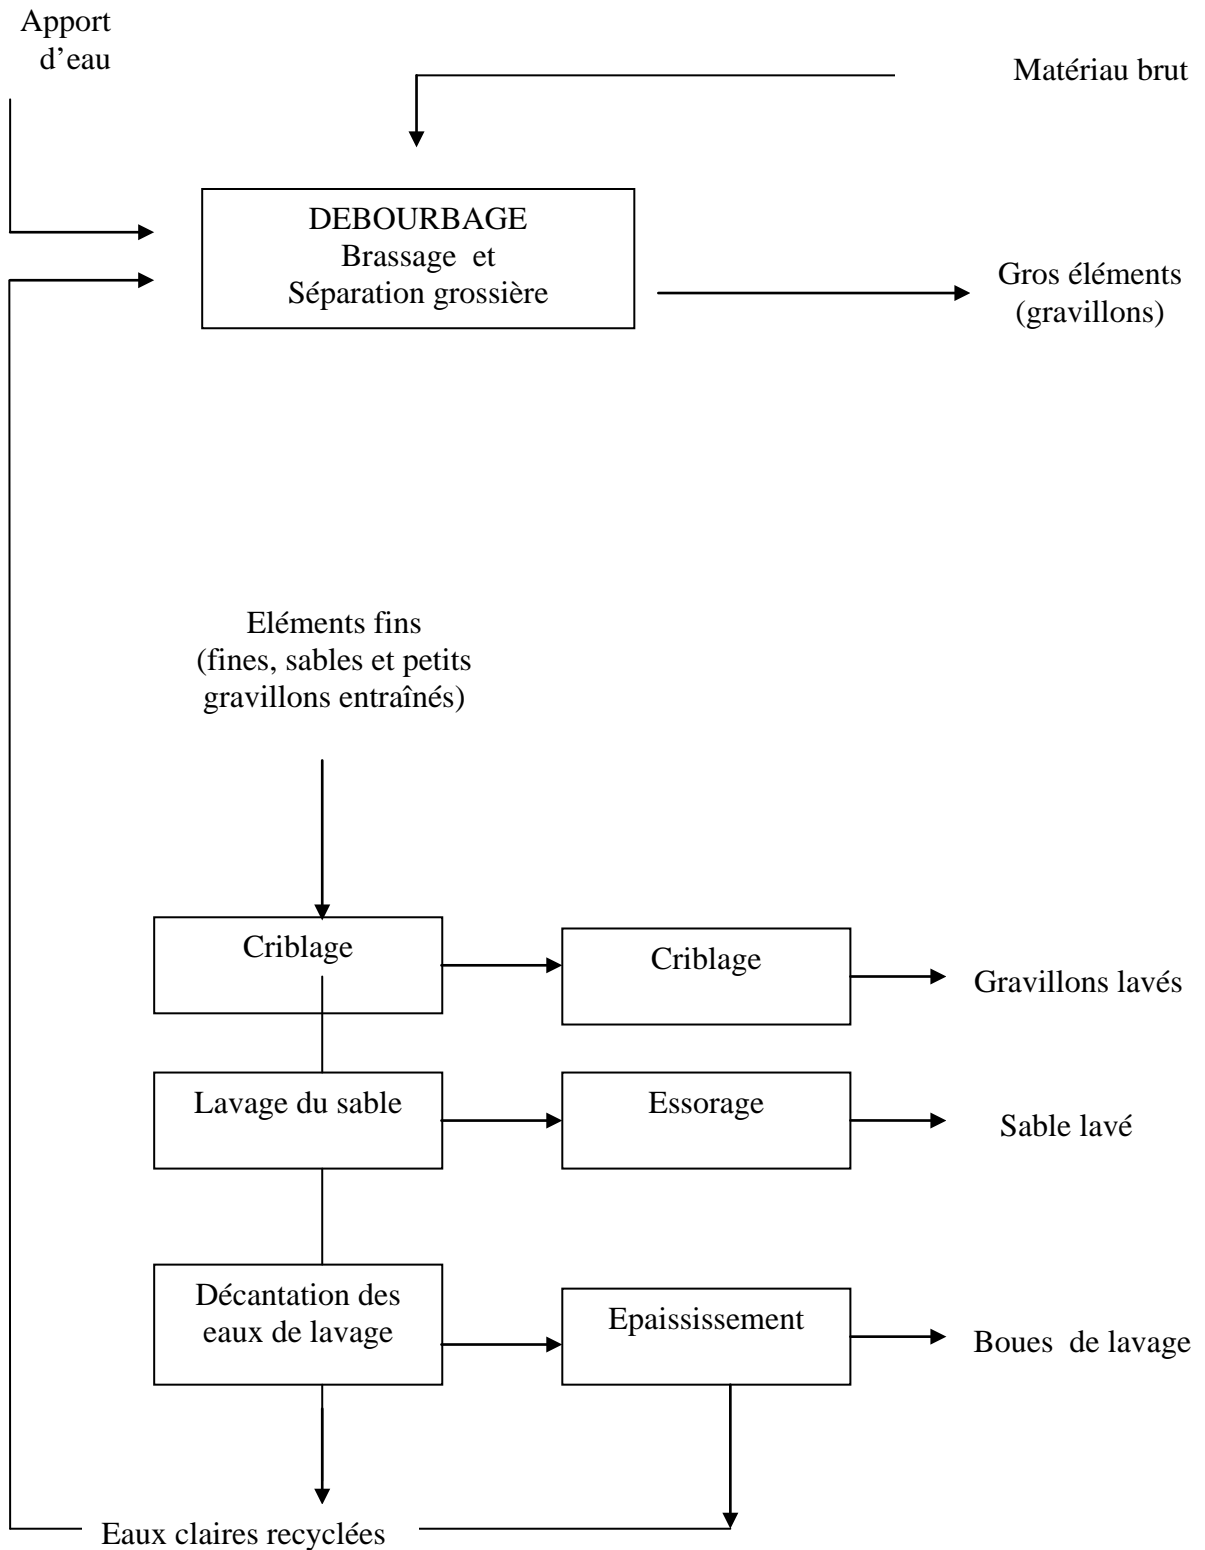 Apport
d’eau
Matériau brut
DEBOURBAGE
Brassage et
Séparation grossière
Gros éléments
(gravillons)
Eléments fins
(fines, sables et petits
gravillons entraînés)
Criblage
Criblage
Gravillons lavés
Lavage du sable
Essorage
Sable lavé
Décantation des
eaux de lavage
Epaississement
Boues de lavage
Eaux claires recyclées